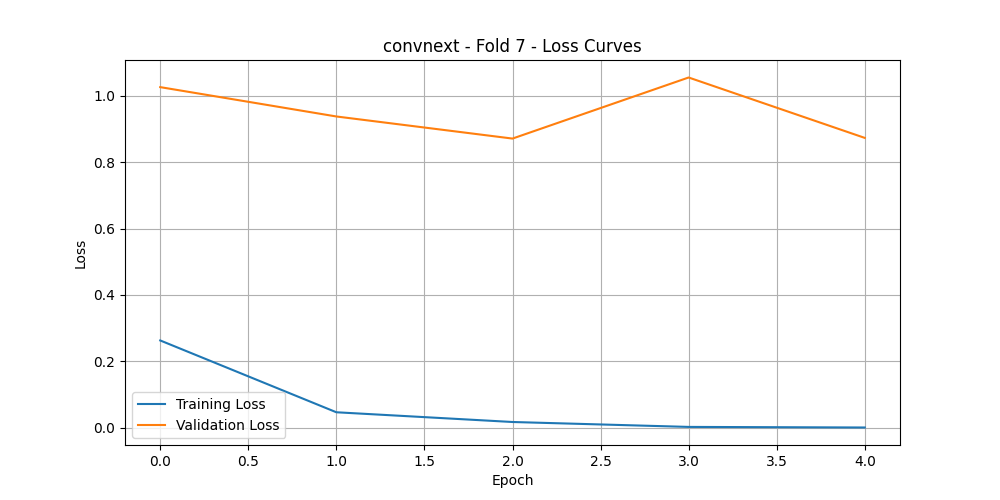 convnext - Fold 7 - Loss Curves
Loss
1.0
0.8
0.6
0.4
0.2
0.0
Training Loss
Validation Loss
0.0 0.5 1.0 1.5 2.0 2.5 3.0 3.5 4.0
Epoch